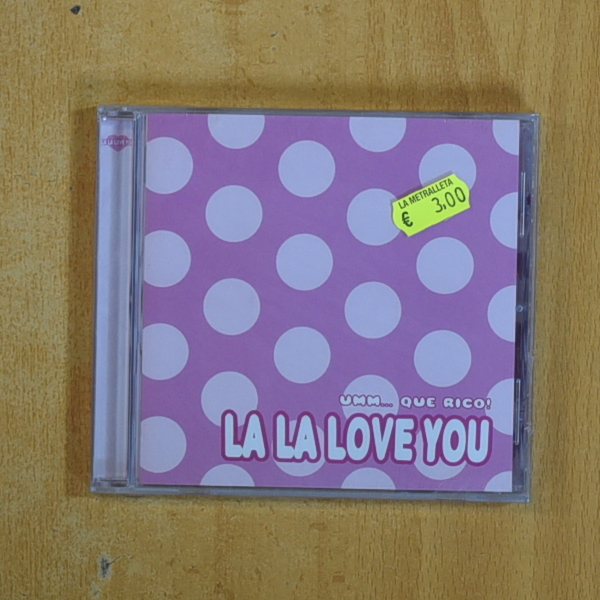 LA METRALLETA
€ 3,00
UMM... QUE RICO!
LA LA LOVE YOU